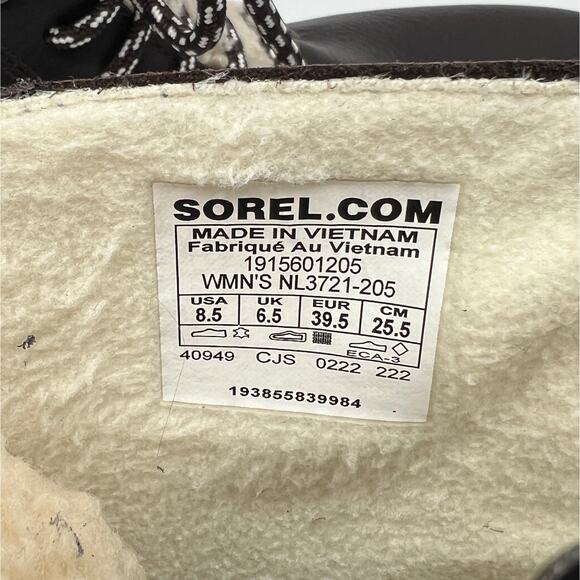 SOREL.COM
MADE IN VIETNAM
Fabriqué Au Vietnam
1915601205
WMN'S NL3721-205
USA UK EUR CM
8.5 6.5 39.5 25.5
ECA-3
40949 CJS 0222 222
193855839984